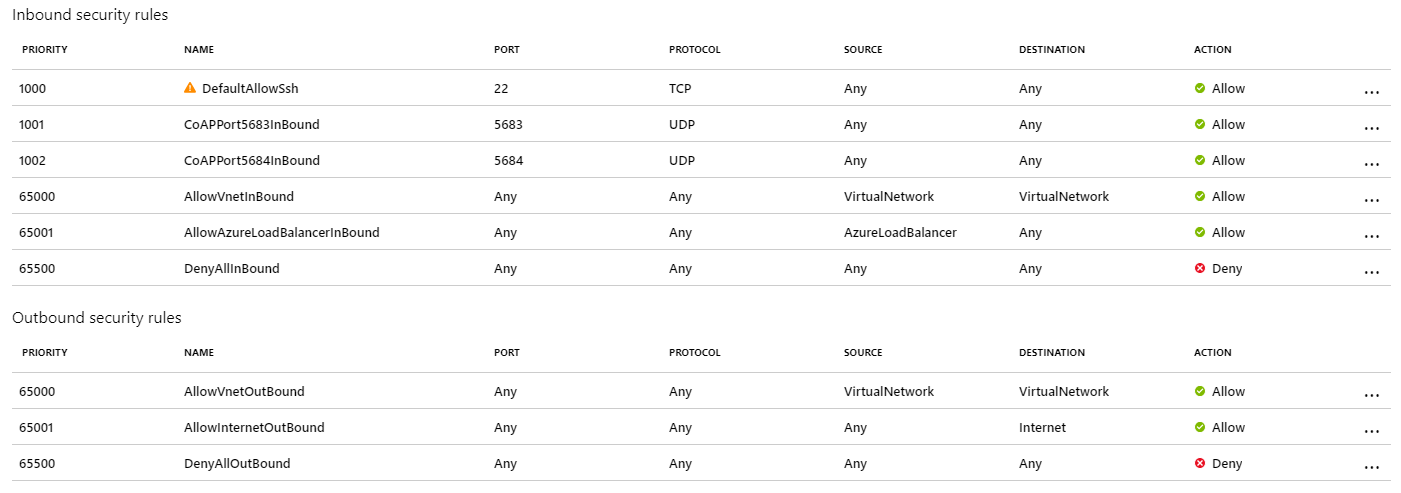 Inbound security rules
PRIORITY NAME PORT PROTOCOL SOURCE DESTINATION ACTION
1000 DefaultAllowSsh 22 TCP Any Any Allow ...
1001 CoAPPort5683InBound 5683 UDP Any Any Allow ...
1002 CoAPPort5684InBound 5684 UDP Any Any Allow ...
65000 AllowVnetInBound Any Any VirtualNetwork VirtualNetwork Allow ...
65001 AllowAzureLoadBalancerInBound Any Any AzureLoadBalancer Any Allow ...
65500 DenyAllInBound Any Any Any Any Deny ...
Outbound security rules
PRIORITY NAME PORT PROTOCOL SOURCE DESTINATION ACTION
65000 AllowVnetOutBound Any Any VirtualNetwork VirtualNetwork Allow ...
65001 AllowInternetOutBound Any Any Any Internet Allow ...
65500 DenyAllOutBound Any Any Any Any Deny ...